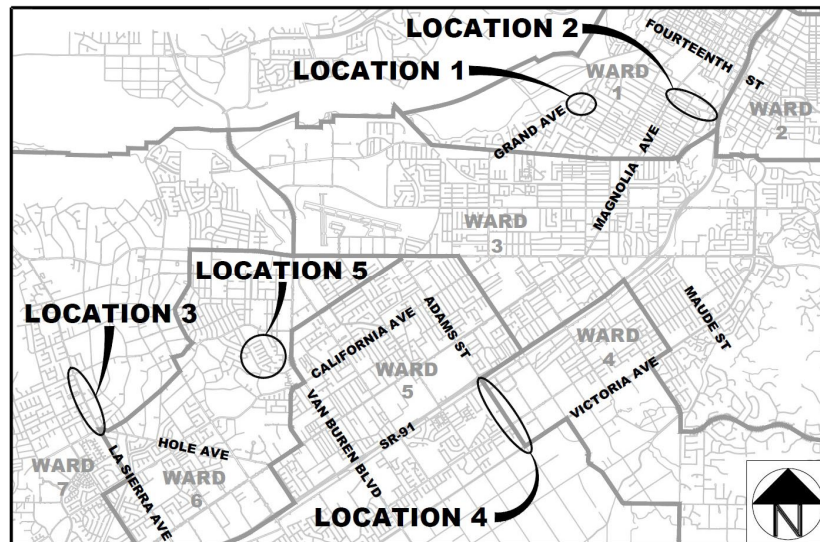 LOCATION 2
FOURTEENTH ST
LOCATION 1
WARD
1
GRAND AVE
WARD
2
MAGNOLIA AVE
WARD
3
LOCATION 5
LOCATION 3
CALIFORNIA AVE
ADAMS ST
MAUDE ST
WARD
4
WARD
5
VICTORIA AVE
VAN BUREN BLVD
SR-91
HOLE AVE
LA SIERRA AVE
WARD
7
WARD
6
LOCATION 4
N